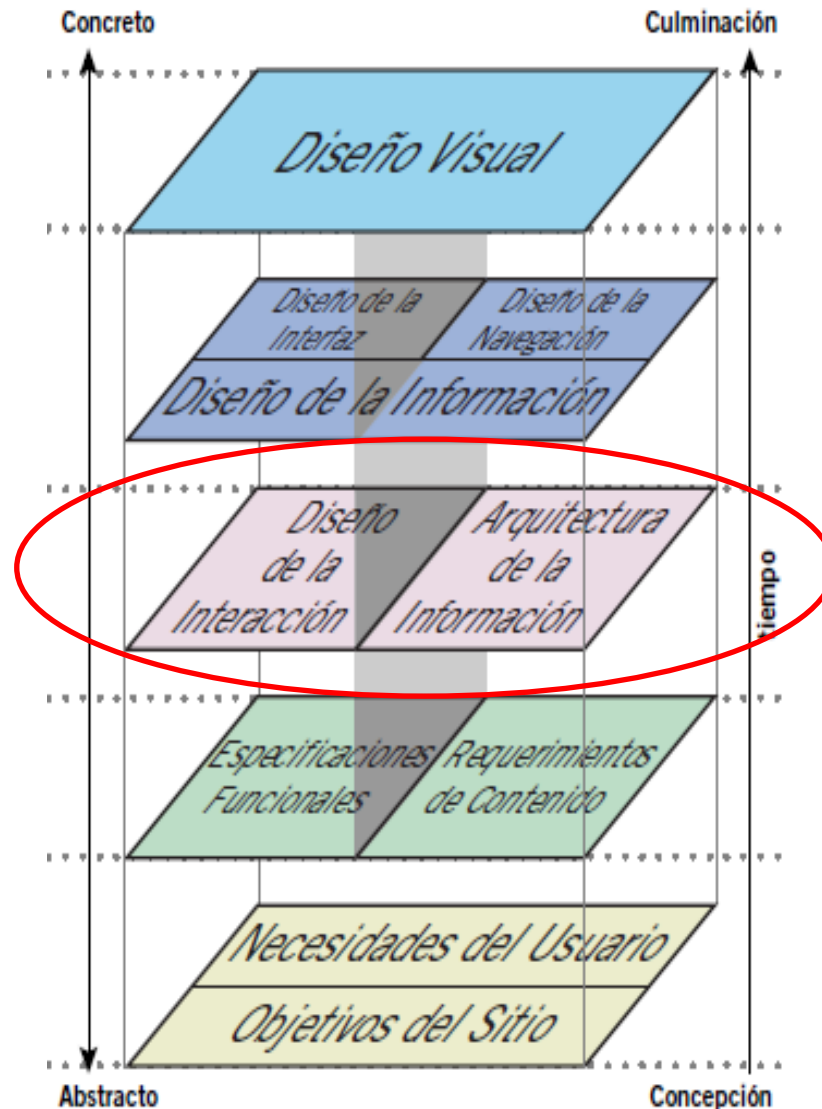 Concreto
Culminación
Diseño Visual
Diseño de la
Interfaz
Diseño de la
Navegación
Diseño de la Información
Diseño
de la
Interacción
Arquitectura
de la
Información
tiempo
Especificaciones
Funcionales
Requerimientos
de Contenido
Necesidades del Usuario
Objetivos del Sitio
Abstracto
Concepción